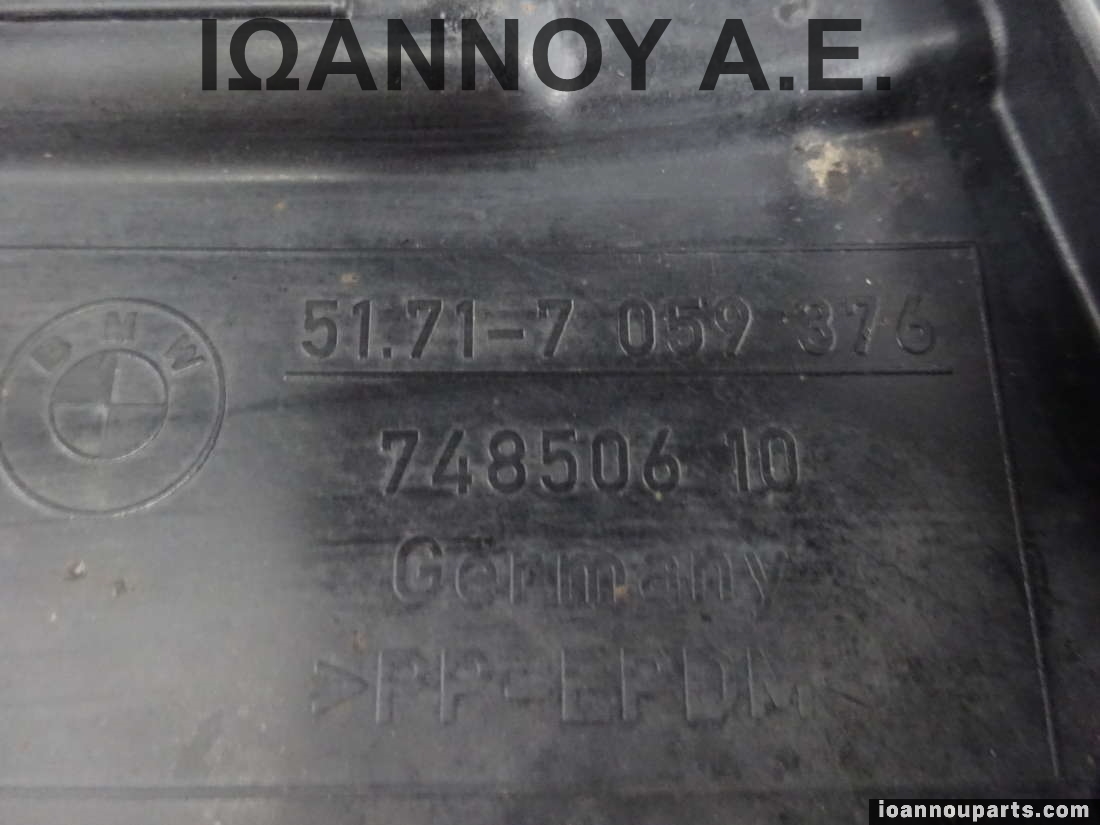 ΙΩΑΝΝΟΥ Α.Ε.
BMW
51.71-7 059 376
748506 10
Germany
>PP-EPDM<
ioannouparts.com